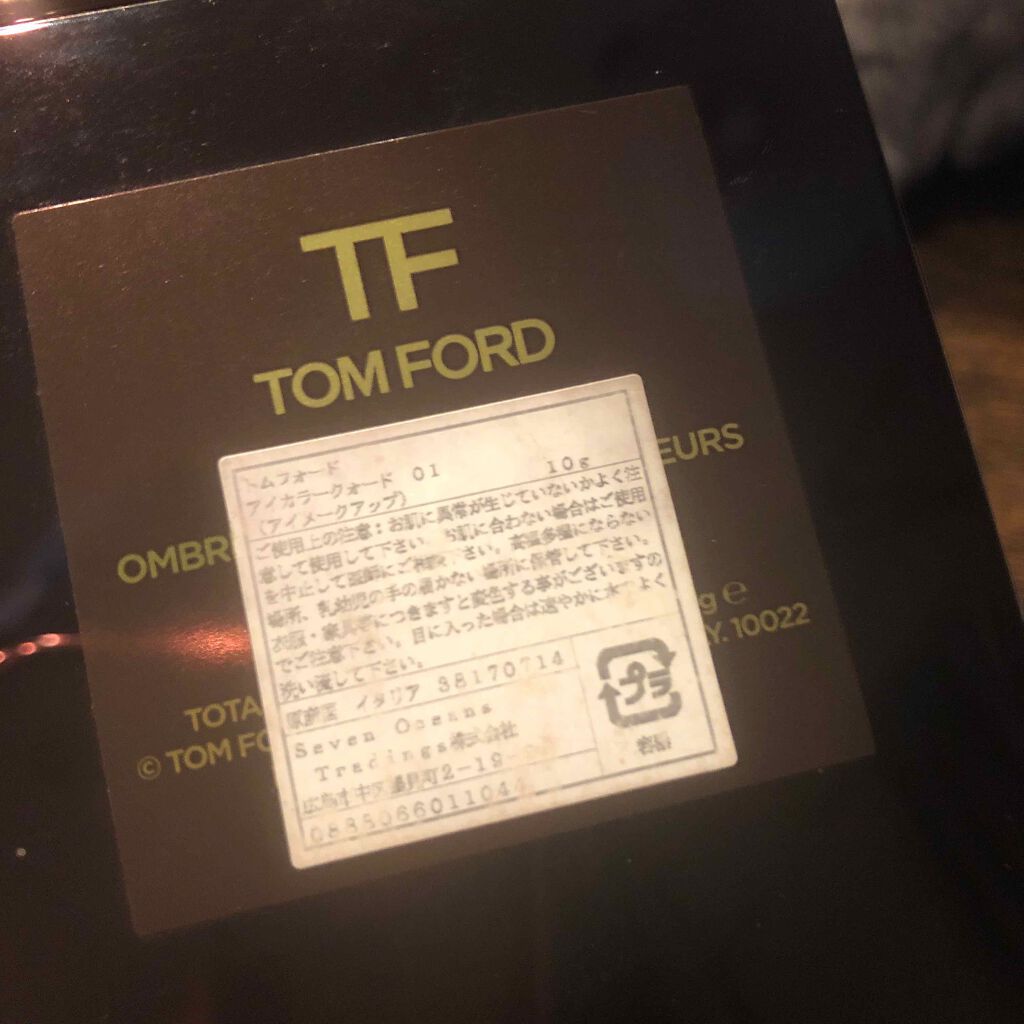 TF
TOM FORD
OMBR
EURS
g e
Y. 10022
TOTA
© TOM FO
ムフォード
アイカラークォード 01 10g
(アイメークアップ)
ご使用上の注意:お肌に異常が生じていないかよく注
意して使用して下さい お肌に合わない場合はご使用
を中止して医師にご相談下さい。高温多湿にならない
場所、乳幼児の手の届かない場所に保管して下さい。
衣服・家具等につきますと変色する事がございますの
でご注意下さい。目に入った場合は速やかに水 よく
洗い流して下さい。
原産国 イタリア 38170714
Seven Oceans
Tradings株式会社
広島市中区 町2-19
0885066011044
プラ
容器